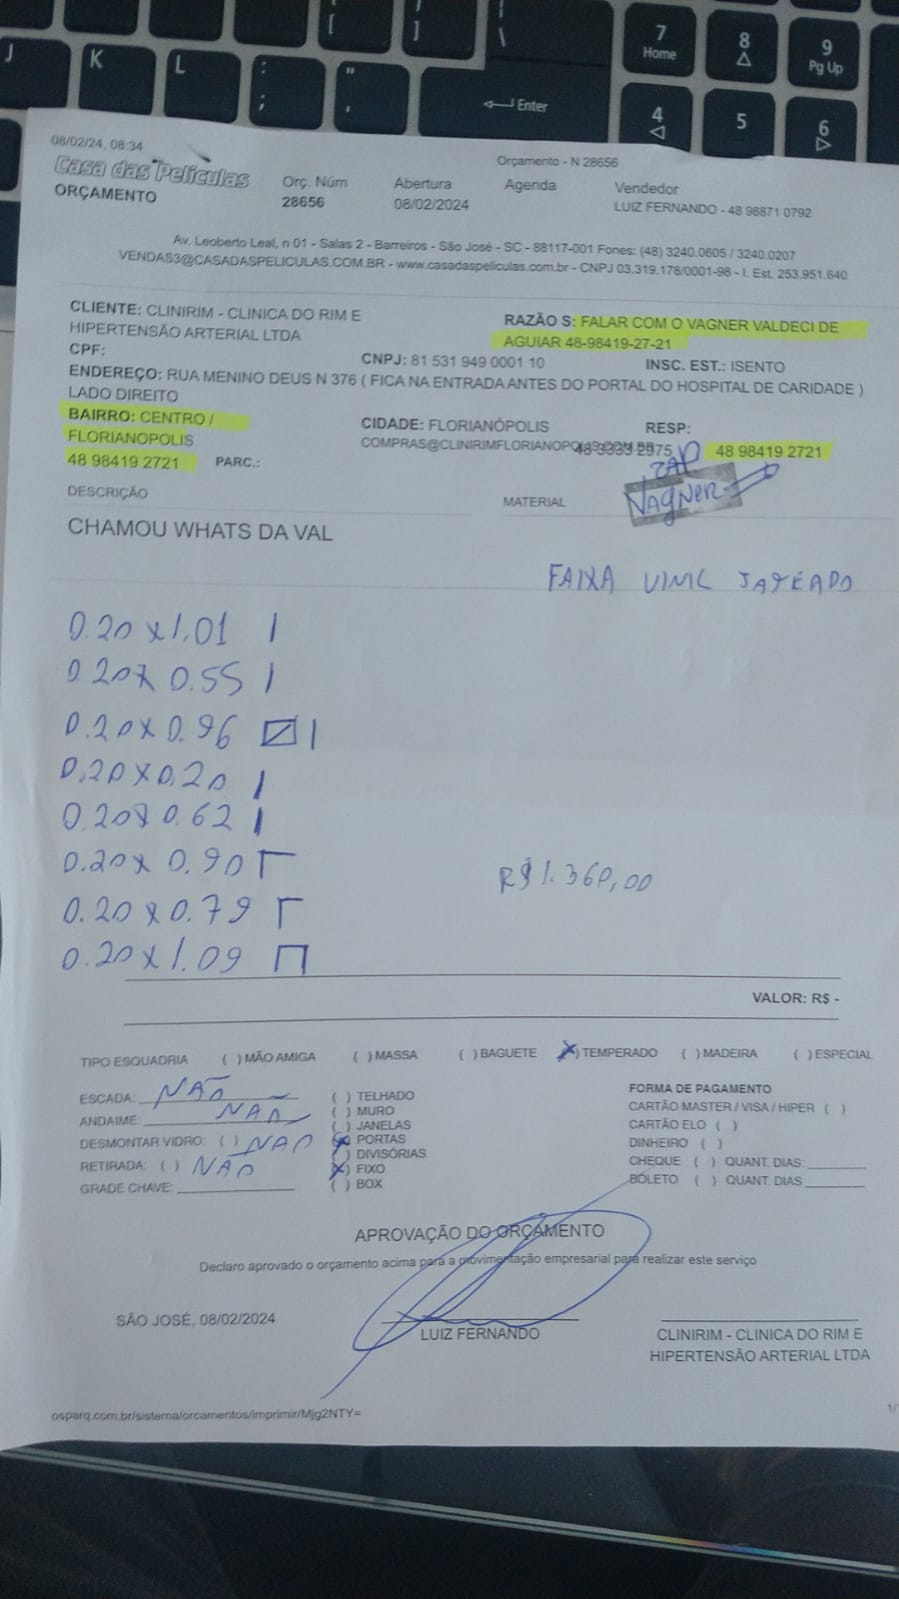 J
K
L
:
;
"
'
[
{
]
}
\
Enter
7
Home
8
9
Pg Up
4
5
6
08/02/24, 08:34
Orçamento - N 28656
Casa das Películas
ORÇAMENTO
Orç. Núm
28656
Abertura
08/02/2024
Agenda
Vendedor
LUIZ FERNANDO - 48 98871 0792
Av. Leoberto Leal, n 01 - Salas 2 - Barreiros - São José - SC - 88117-001 Fones: (48) 3240.0605 / 3240.0207
VENDAS3@CASADASPELICULAS.COM.BR - www.casadaspeliculas.com.br - CNPJ 03.319.178/0001-98 - I. Est. 253.951.640
CLIENTE: CLINIRIM - CLINICA DO RIM E
HIPERTENSÃO ARTERIAL LTDA
RAZÃO S: FALAR COM O VAGNER VALDECI DE
AGUIAR 48-98419-27-21
CPF:
CNPJ: 81 531 949 0001 10
INSC. EST.: ISENTO
ENDEREÇO: RUA MENINO DEUS N 376 ( FICA NA ENTRADA ANTES DO PORTAL DO HOSPITAL DE CARIDADE )
LADO DIREITO
BAIRRO: CENTRO /
FLORIANOPOLIS
CIDADE: FLORIANÓPOLIS
RESP:
COMPRAS@CLINIRIMFLORIANOPO
48 3333 2975
48 98419 2721
48 98419 2721
PARC.:
ZAP
VAGNER
DESCRIÇÃO
MATERIAL
CHAMOU WHATS DA VAL
FAIXA VINIL JATEADO
0.20 x 1.01 |
0.20x 0.55 |
0.20x 0.96 |
0.20 x 0.20 |
0.20x 0.62 |
0.20x 0.90
0.20 x 0.79
0.20 x 1.09
R$ 1.360,00
VALOR: R$ -
TIPO ESQUADRIA ( ) MÃO AMIGA ( ) MASSA ( ) BAGUETE (X) TEMPERADO ( ) MADEIRA ( ) ESPECIAL
ESCADA: NÃO
ANDAIME: NÃO
DESMONTAR VIDRO: ( ) NÃO
RETIRADA: ( ) NÃO
GRADE CHAVE:
( ) TELHADO
( ) MURO
( ) JANELAS
(X) PORTAS
( ) DIVISÓRIAS
(X) FIXO
( ) BOX
FORMA DE PAGAMENTO
CARTÃO MASTER / VISA / HIPER ( )
CARTÃO ELO ( )
DINHEIRO ( )
CHEQUE ( ) QUANT. DIAS:
BOLETO ( ) QUANT. DIAS
APROVAÇÃO DO ORÇAMENTO
Declaro aprovado o orçamento acima para a movimentação empresarial para realizar este serviço
SÃO JOSÉ, 08/02/2024
LUIZ FERNANDO
CLINIRIM - CLINICA DO RIM E
HIPERTENSÃO ARTERIAL LTDA
osparq.com.br/sistema/orcamentos/imprimir/Mjg2NTY=